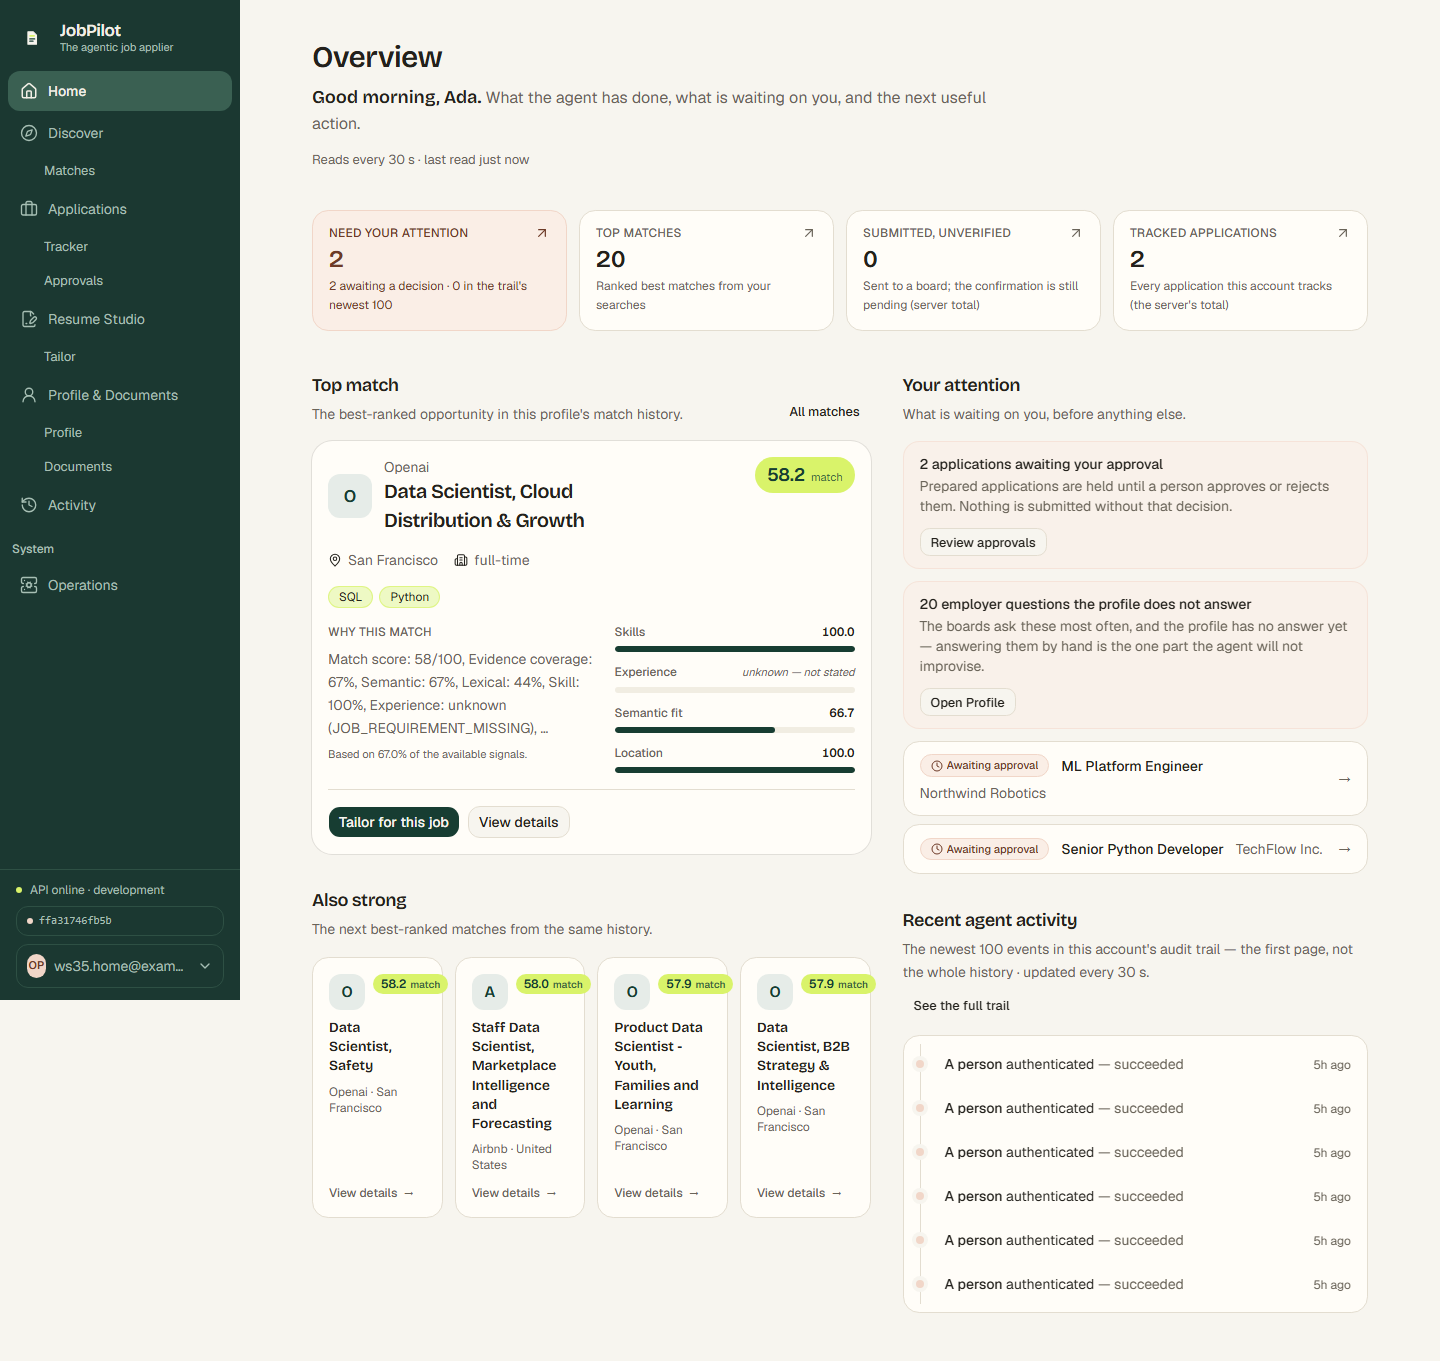 JobPilot
The agentic job applier
Home
Discover
Matches
Applications
Tracker
Approvals
Resume Studio
Tailor
Profile & Documents
Profile
Documents
Activity
System
Operations
API online · development
ffa31746fb5b
OP
ws35.home@exam...
Overview
Good morning, Ada. What the agent has done, what is waiting on you, and the next useful
action.
Reads every 30 s · last read just now
NEED YOUR ATTENTION
2
2 awaiting a decision · 0 in the trail's
newest 100
TOP MATCHES
20
Ranked best matches from your
searches
SUBMITTED, UNVERIFIED
0
Sent to a board; the confirmation is still
pending (server total)
TRACKED APPLICATIONS
2
Every application this account tracks
(the server's total)
Top match
The best-ranked opportunity in this profile's match history.
All matches
O
Openai
Data Scientist, Cloud
Distribution & Growth
58.2 match
San Francisco
full-time
SQL
Python
WHY THIS MATCH
Match score: 58/100, Evidence coverage:
67%, Semantic: 67%, Lexical: 44%, Skill:
100%, Experience: unknown
(JOB_REQUIREMENT_MISSING), …
Based on 67.0% of the available signals.
Skills 100.0
Experience unknown — not stated
Semantic fit 66.7
Location 100.0
Tailor for this job
View details
Also strong
The next best-ranked matches from the same history.
O
58.2 match
Data
Scientist,
Safety
Openai · San
Francisco
View details →
A
58.0 match
Staff Data
Scientist,
Marketplace
Intelligence
and
Forecasting
Airbnb · United
States
View details →
O
57.9 match
Product Data
Scientist -
Youth,
Families and
Learning
Openai · San
Francisco
View details →
O
57.9 match
Data
Scientist, B2B
Strategy &
Intelligence
Openai · San
Francisco
View details →
Your attention
What is waiting on you, before anything else.
2 applications awaiting your approval
Prepared applications are held until a person approves or rejects
them. Nothing is submitted without that decision.
Review approvals
20 employer questions the profile does not answer
The boards ask these most often, and the profile has no answer yet
— answering them by hand is the one part the agent will not
improvise.
Open Profile
Awaiting approval ML Platform Engineer
Northwind Robotics
→
Awaiting approval Senior Python Developer TechFlow Inc. →
Recent agent activity
The newest 100 events in this account's audit trail — the first page, not
the whole history · updated every 30 s.
See the full trail
A person authenticated — succeeded 5h ago
A person authenticated — succeeded 5h ago
A person authenticated — succeeded 5h ago
A person authenticated — succeeded 5h ago
A person authenticated — succeeded 5h ago
A person authenticated — succeeded 5h ago